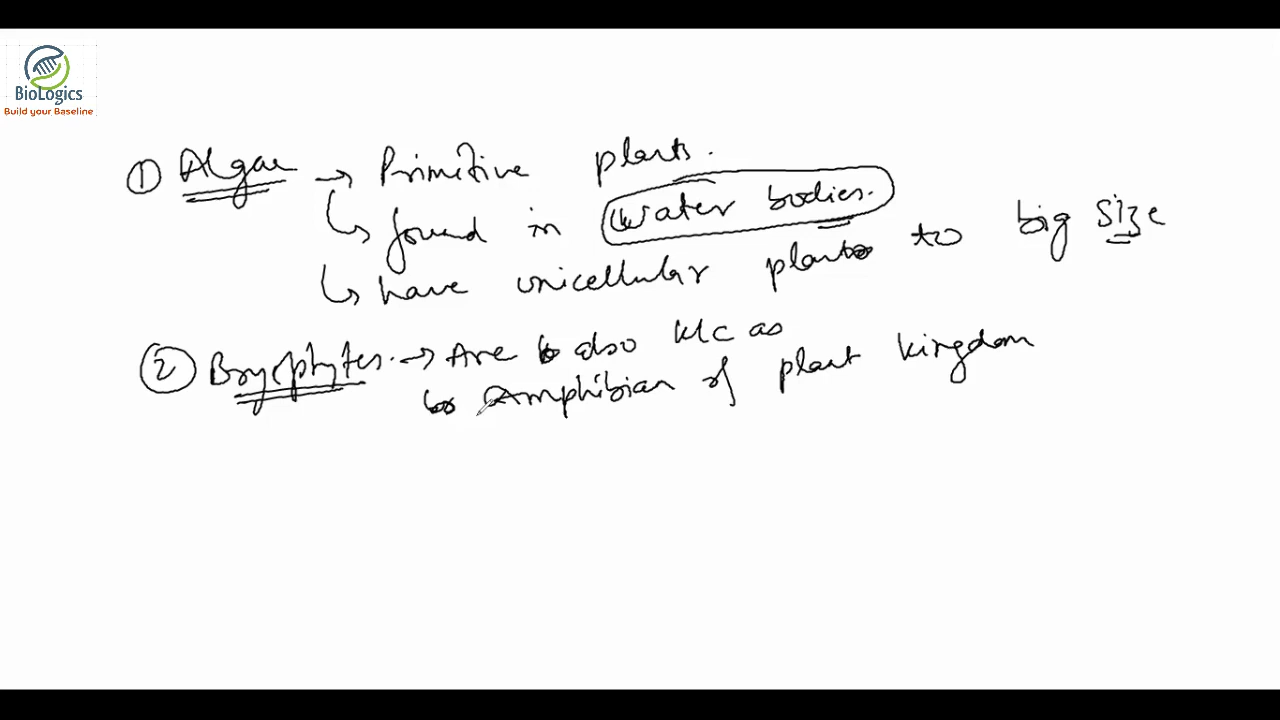 BioLogics
Build your Baseline
① Algae → Primitive plants.
↳ found in water bodies.
↳ have unicellular plants to big size
② Bryophytes. → Are also k/c as
↳ Amphibian of plant kingdom